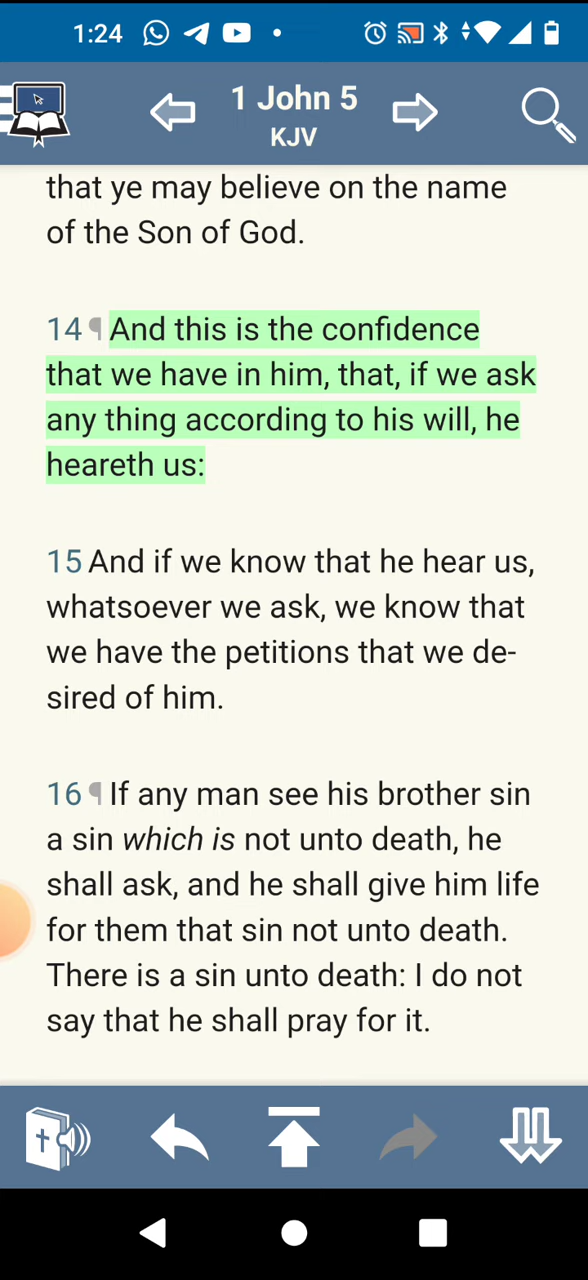 1:24
1 John 5
KJV
that ye may believe on the name
of the Son of God.
14 ¶ And this is the confidence
that we have in him, that, if we ask
any thing according to his will, he
heareth us:
15 And if we know that he hear us,
whatsoever we ask, we know that
we have the petitions that we de-
sired of him.
16 ¶ If any man see his brother sin
a sin which is not unto death, he
shall ask, and he shall give him life
for them that sin not unto death.
There is a sin unto death: I do not
say that he shall pray for it.